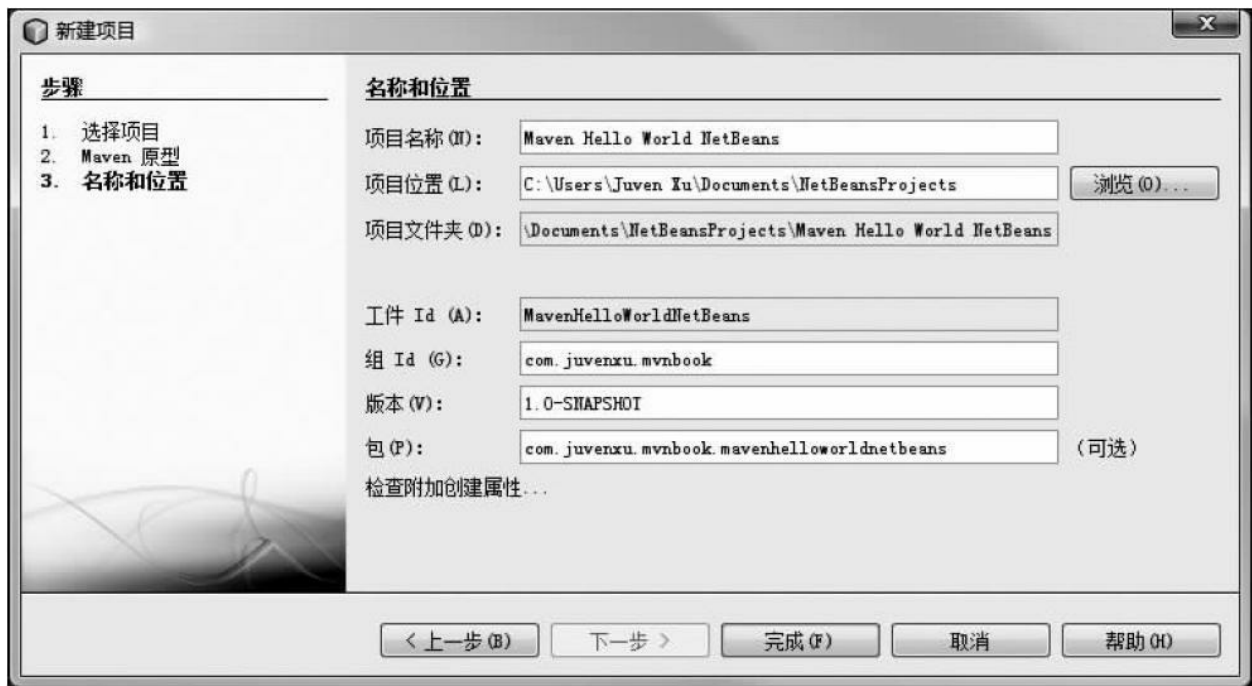 新建项目
步骤
1. 选择项目
2. Maven 原型
3. 名称和位置
名称和位置
项目名称(N): Maven Hello World NetBeans
项目位置(L): C:\Users\Juven Xu\Documents\NetBeansProjects 浏览(O)...
项目文件夹(D): \Documents\NetBeansProjects\Maven Hello World NetBeans
工件 Id (A): MavenHelloWorldNetBeans
组 Id (G): com.juvenxu.mvnbook
版本(V): 1.0-SNAPSHOT
包(P): com.juvenxu.mvnbook.mavenhelloworldnetbeans (可选)
检查附加创建属性...
< 上一步(B) 下一步 > 完成(F) 取消 帮助(H)